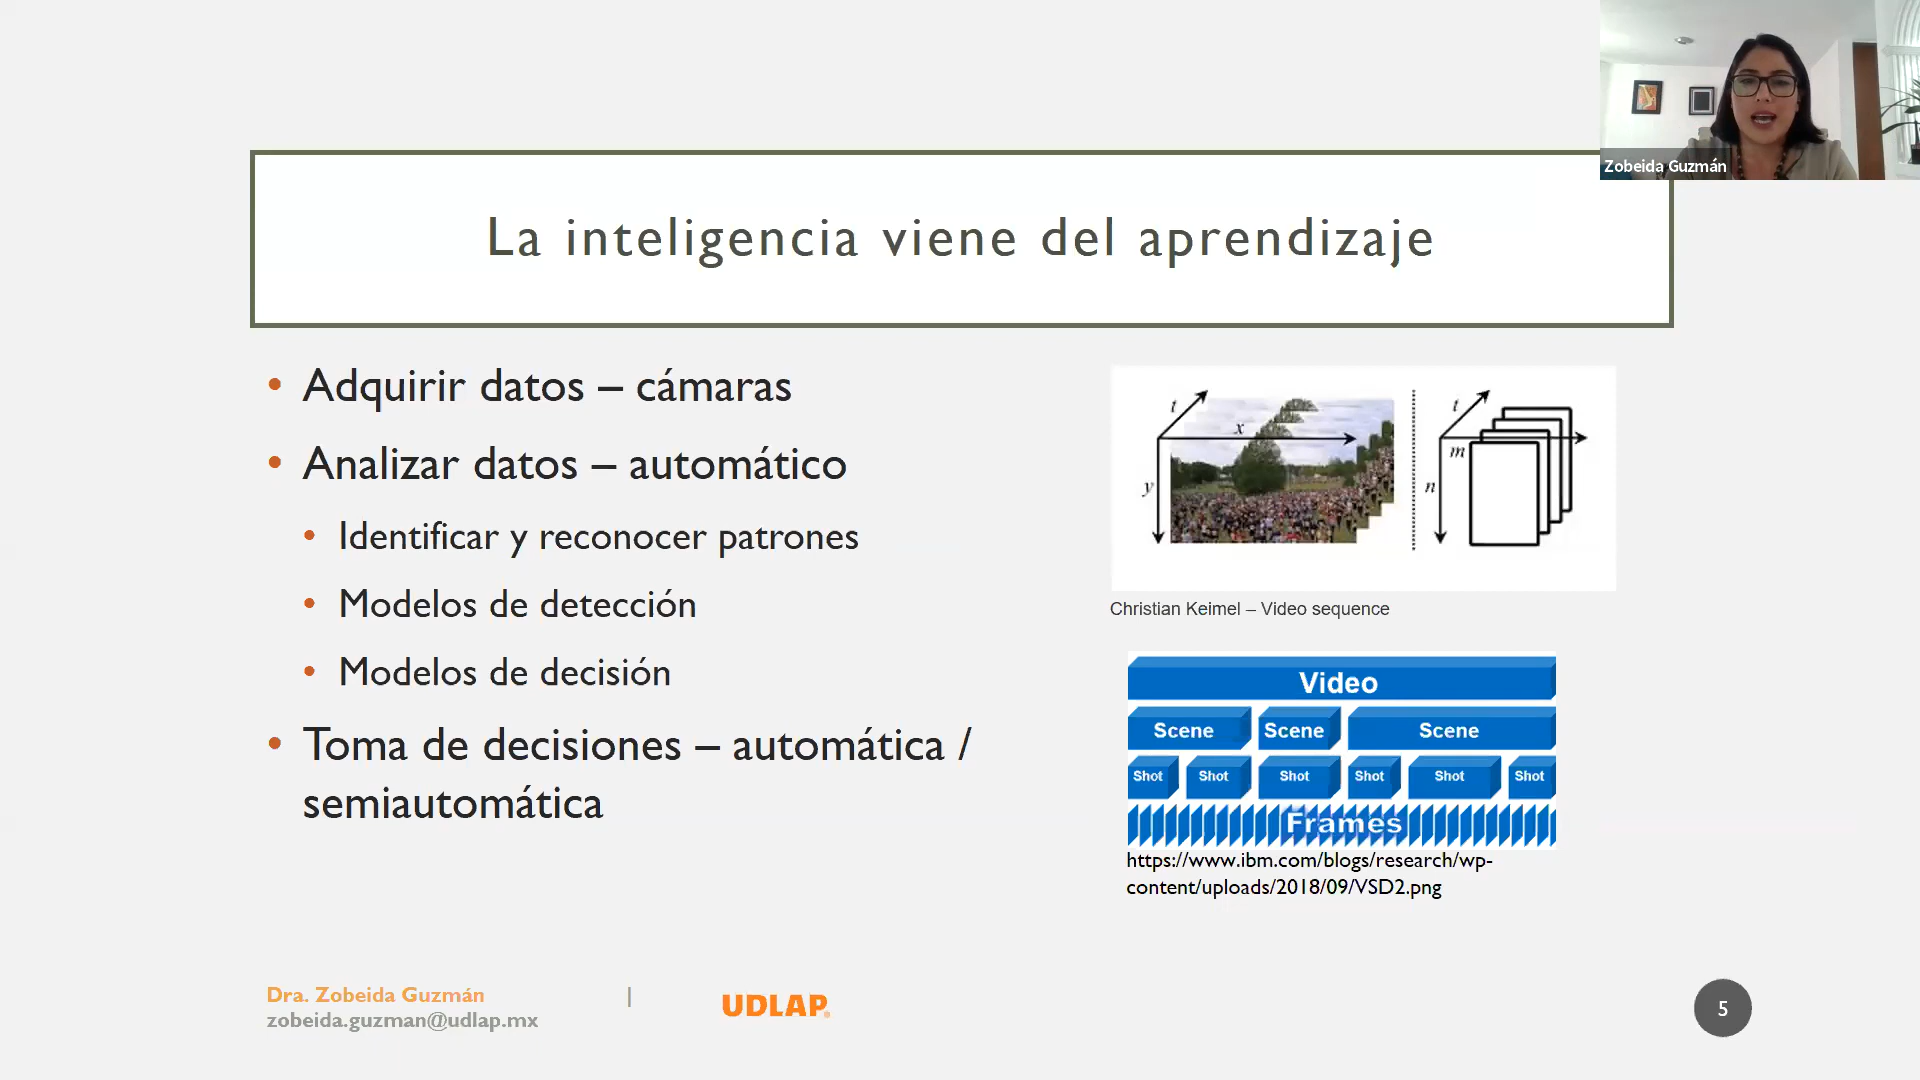 Zobeida Guzmán
La inteligencia viene del aprendizaje
• Adquirir datos – cámaras
• Analizar datos – automático
• Identificar y reconocer patrones
• Modelos de detección
• Modelos de decisión
• Toma de decisiones – automática /
semiautomática
t
x
y
t
m
n
Christian Keimel – Video sequence
Video
Scene Scene Scene
Shot Shot Shot Shot Shot Shot
Frames
https://www.ibm.com/blogs/research/wp-
content/uploads/2018/09/VSD2.png
Dra. Zobeida Guzmán |
zobeida.guzman@udlap.mx
UDLAP®
5